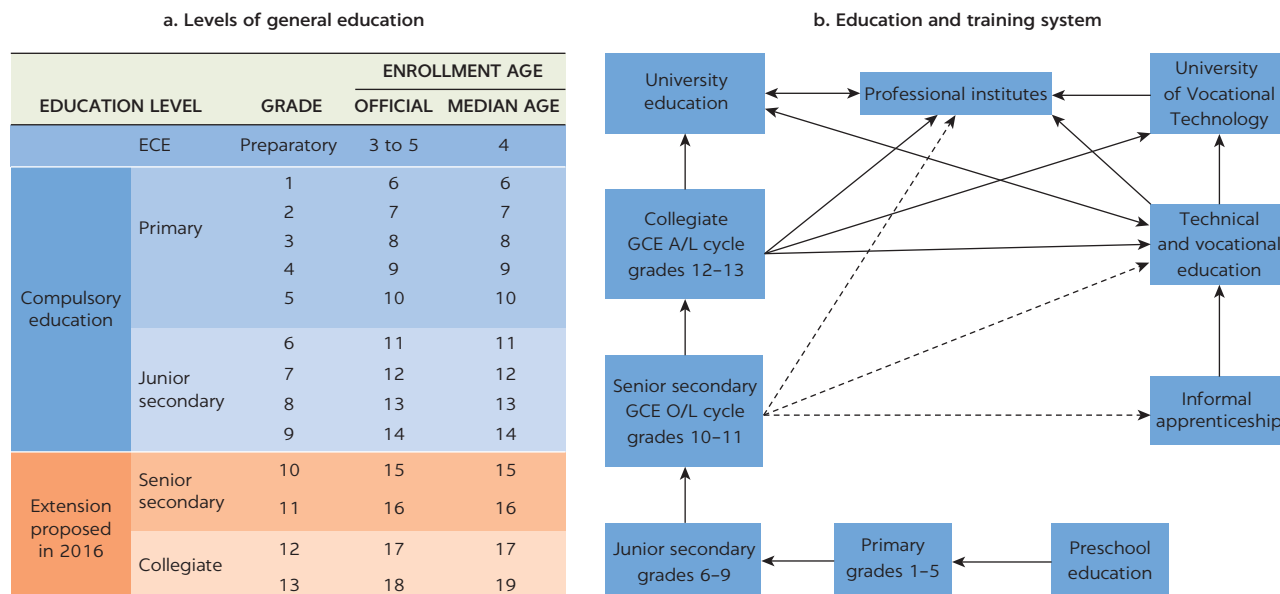 a. Levels of general education
ENROLLMENT AGE
EDUCATION LEVEL GRADE OFFICIAL MEDIAN AGE
ECE Preparatory 3 to 5 4
Compulsory
education
Primary
1 6 6
2 7 7
3 8 8
4 9 9
5 10 10
Junior
secondary
6 11 11
7 12 12
8 13 13
9 14 14
Extension
proposed
in 2016
Senior
secondary
10 15 15
11 16 16
Collegiate
12 17 17
13 18 19
b. Education and training system
University
education
Professional institutes
University
of Vocational
Technology
Collegiate
GCE A/L cycle
grades 12–13
Technical
and vocational
education
Senior secondary
GCE O/L cycle
grades 10–11
Informal
apprenticeship
Junior secondary
grades 6–9
Primary
grades 1–5
Preschool
education